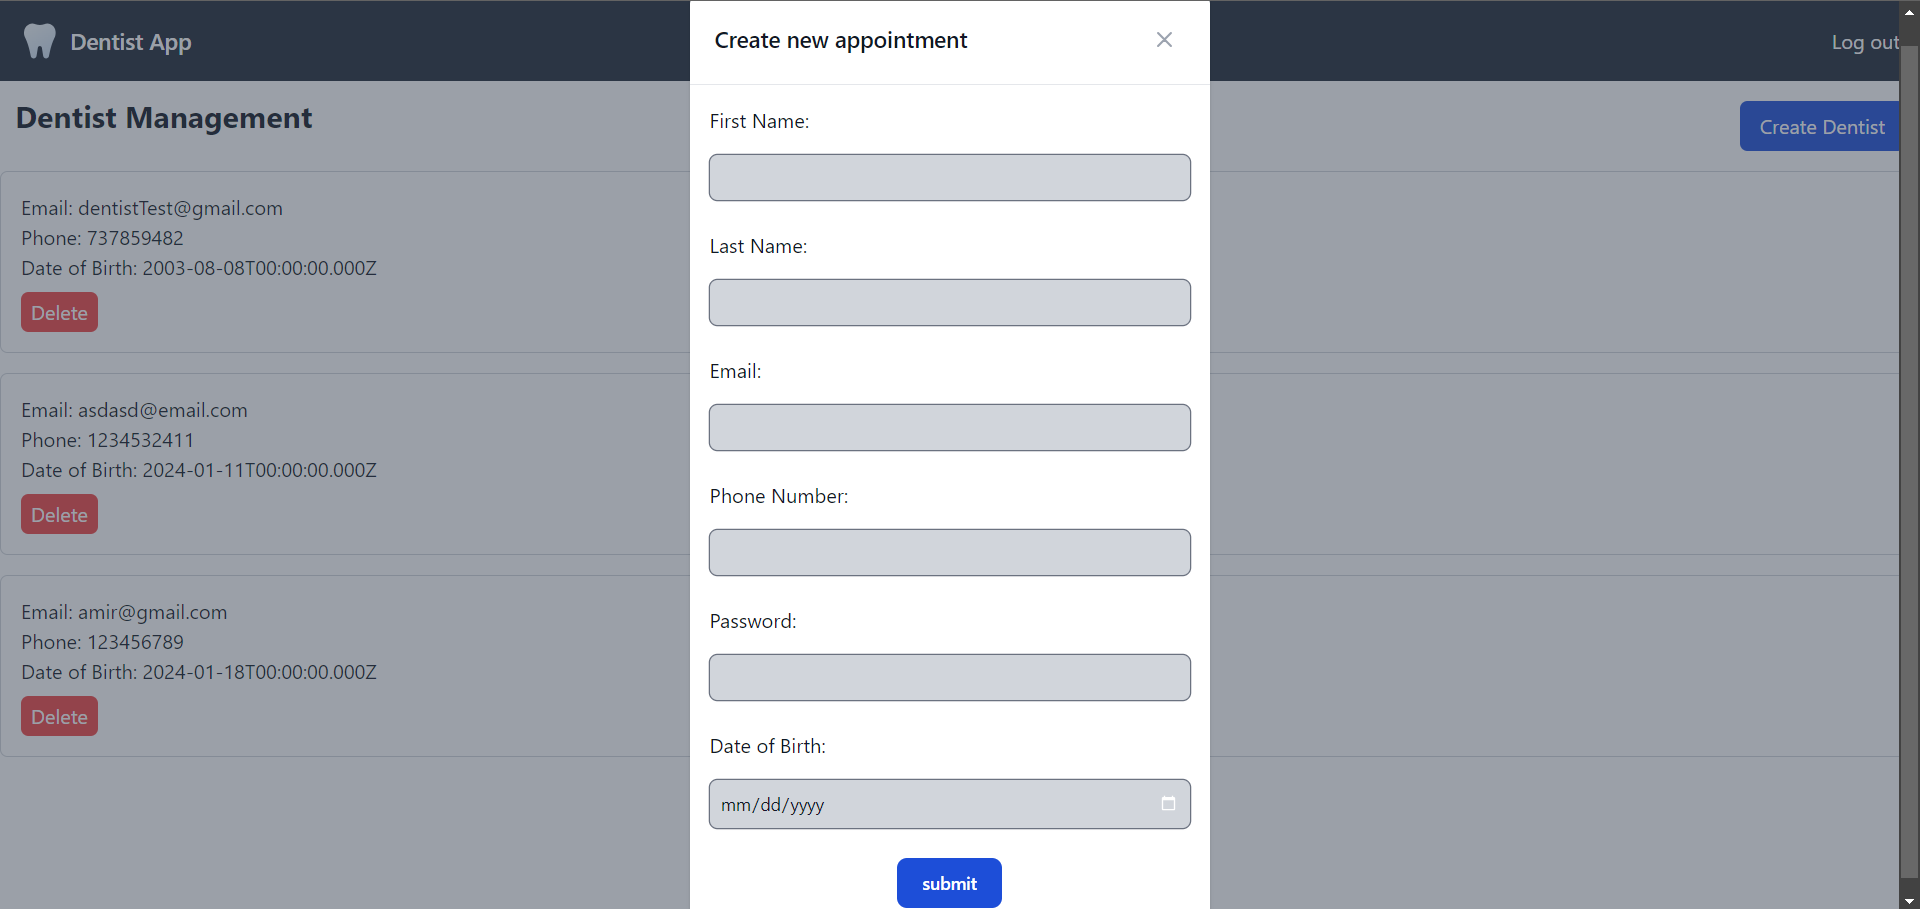 Dentist App
Log out
Dentist Management
Create Dentist
Email: dentistTest@gmail.com
Phone: 737859482
Date of Birth: 2003-08-08T00:00:00.000Z
Delete
Email: asdasd@email.com
Phone: 1234532411
Date of Birth: 2024-01-11T00:00:00.000Z
Delete
Email: amir@gmail.com
Phone: 123456789
Date of Birth: 2024-01-18T00:00:00.000Z
Delete
Create new appointment
First Name:
Last Name:
Email:
Phone Number:
Password:
Date of Birth:
mm/dd/yyyy
submit